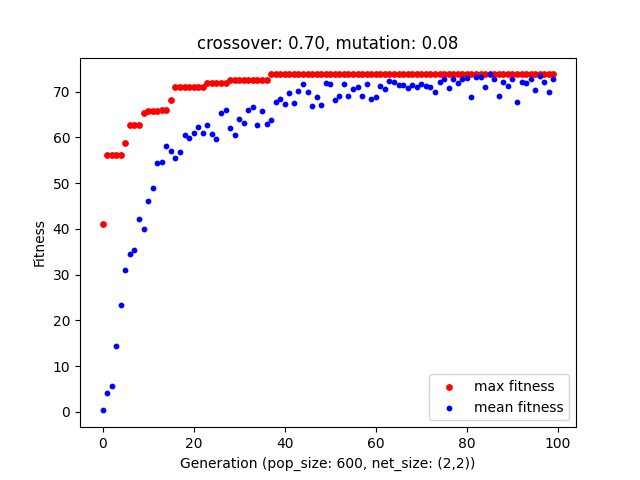 crossover: 0.70, mutation: 0.08
Fitness
70
60
50
40
30
20
10
0
0 20 40 60 80 100
max fitness
mean fitness
Generation (pop_size: 600, net_size: (2,2))